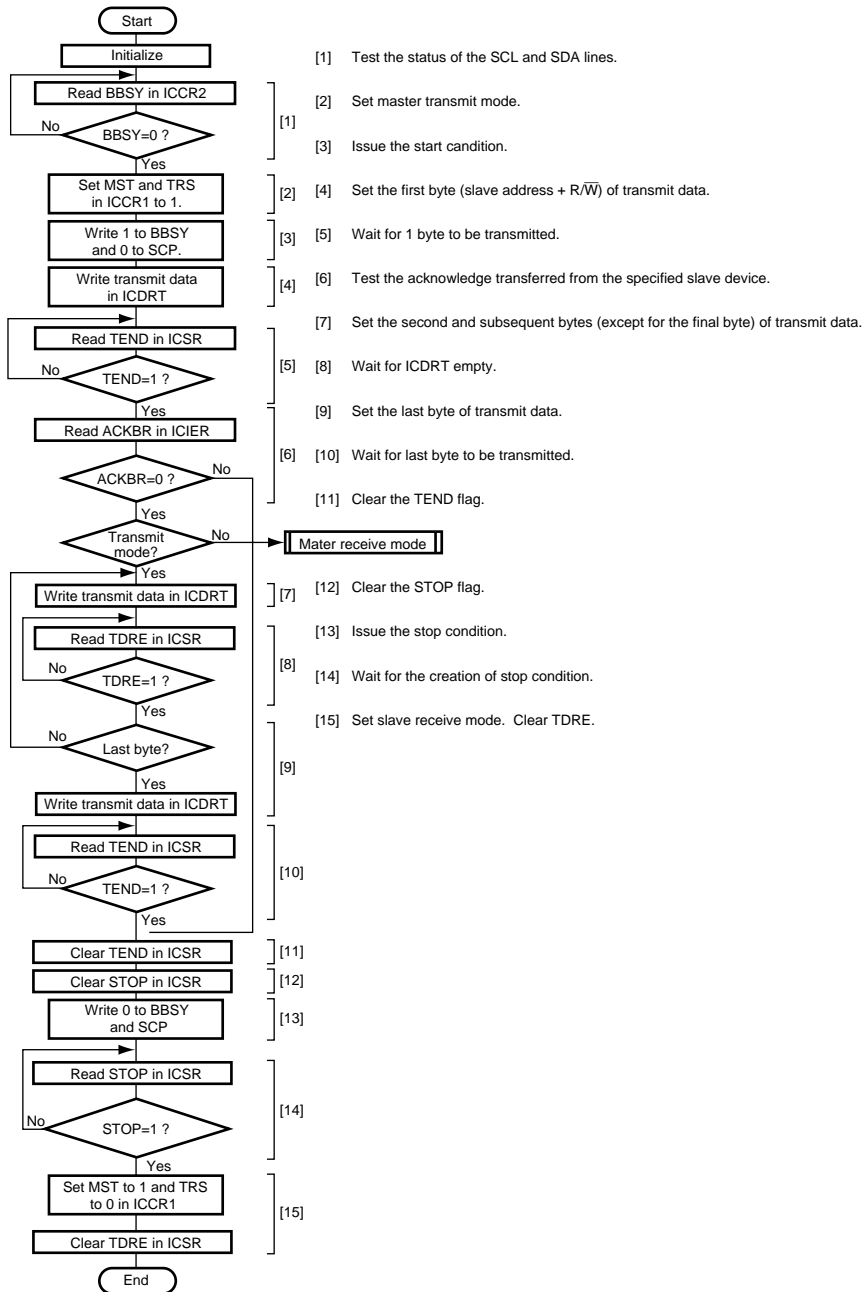 Start
Initialize
Read BBSY in ICCR2
No
BBSY=0 ?
[1]
Yes
Set MST and TRS
in ICCR1 to 1.
[2]
Write 1 to BBSY
and 0 to SCP.
[3]
Write transmit data
in ICDRT
[4]
Read TEND in ICSR
No
TEND=1 ?
[5]
Yes
Read ACKBR in ICIER
[6]
No
ACKBR=0 ?
Yes
Transmit
mode?
No
Mater receive mode
Yes
Write transmit data in ICDRT
[7]
Read TDRE in ICSR
No
TDRE=1 ?
[8]
Yes
No
Last byte?
[9]
Yes
Write transmit data in ICDRT
Read TEND in ICSR
[10]
No
TEND=1 ?
Yes
Clear TEND in ICSR
[11]
Clear STOP in ICSR
[12]
Write 0 to BBSY
and SCP
[13]
Read STOP in ICSR
No
STOP=1 ?
[14]
Yes
Set MST to 1 and TRS
to 0 in ICCR1
[15]
Clear TDRE in ICSR
End
[1] Test the status of the SCL and SDA lines.
[2] Set master transmit mode.
[3] Issue the start candition.
[4] Set the first byte (slave address + R/W̅) of transmit data.
[5] Wait for 1 byte to be transmitted.
[6] Test the acknowledge transferred from the specified slave device.
[7] Set the second and subsequent bytes (except for the final byte) of transmit data.
[8] Wait for ICDRT empty.
[9] Set the last byte of transmit data.
[10] Wait for last byte to be transmitted.
[11] Clear the TEND flag.
[12] Clear the STOP flag.
[13] Issue the stop condition.
[14] Wait for the creation of stop condition.
[15] Set slave receive mode. Clear TDRE.